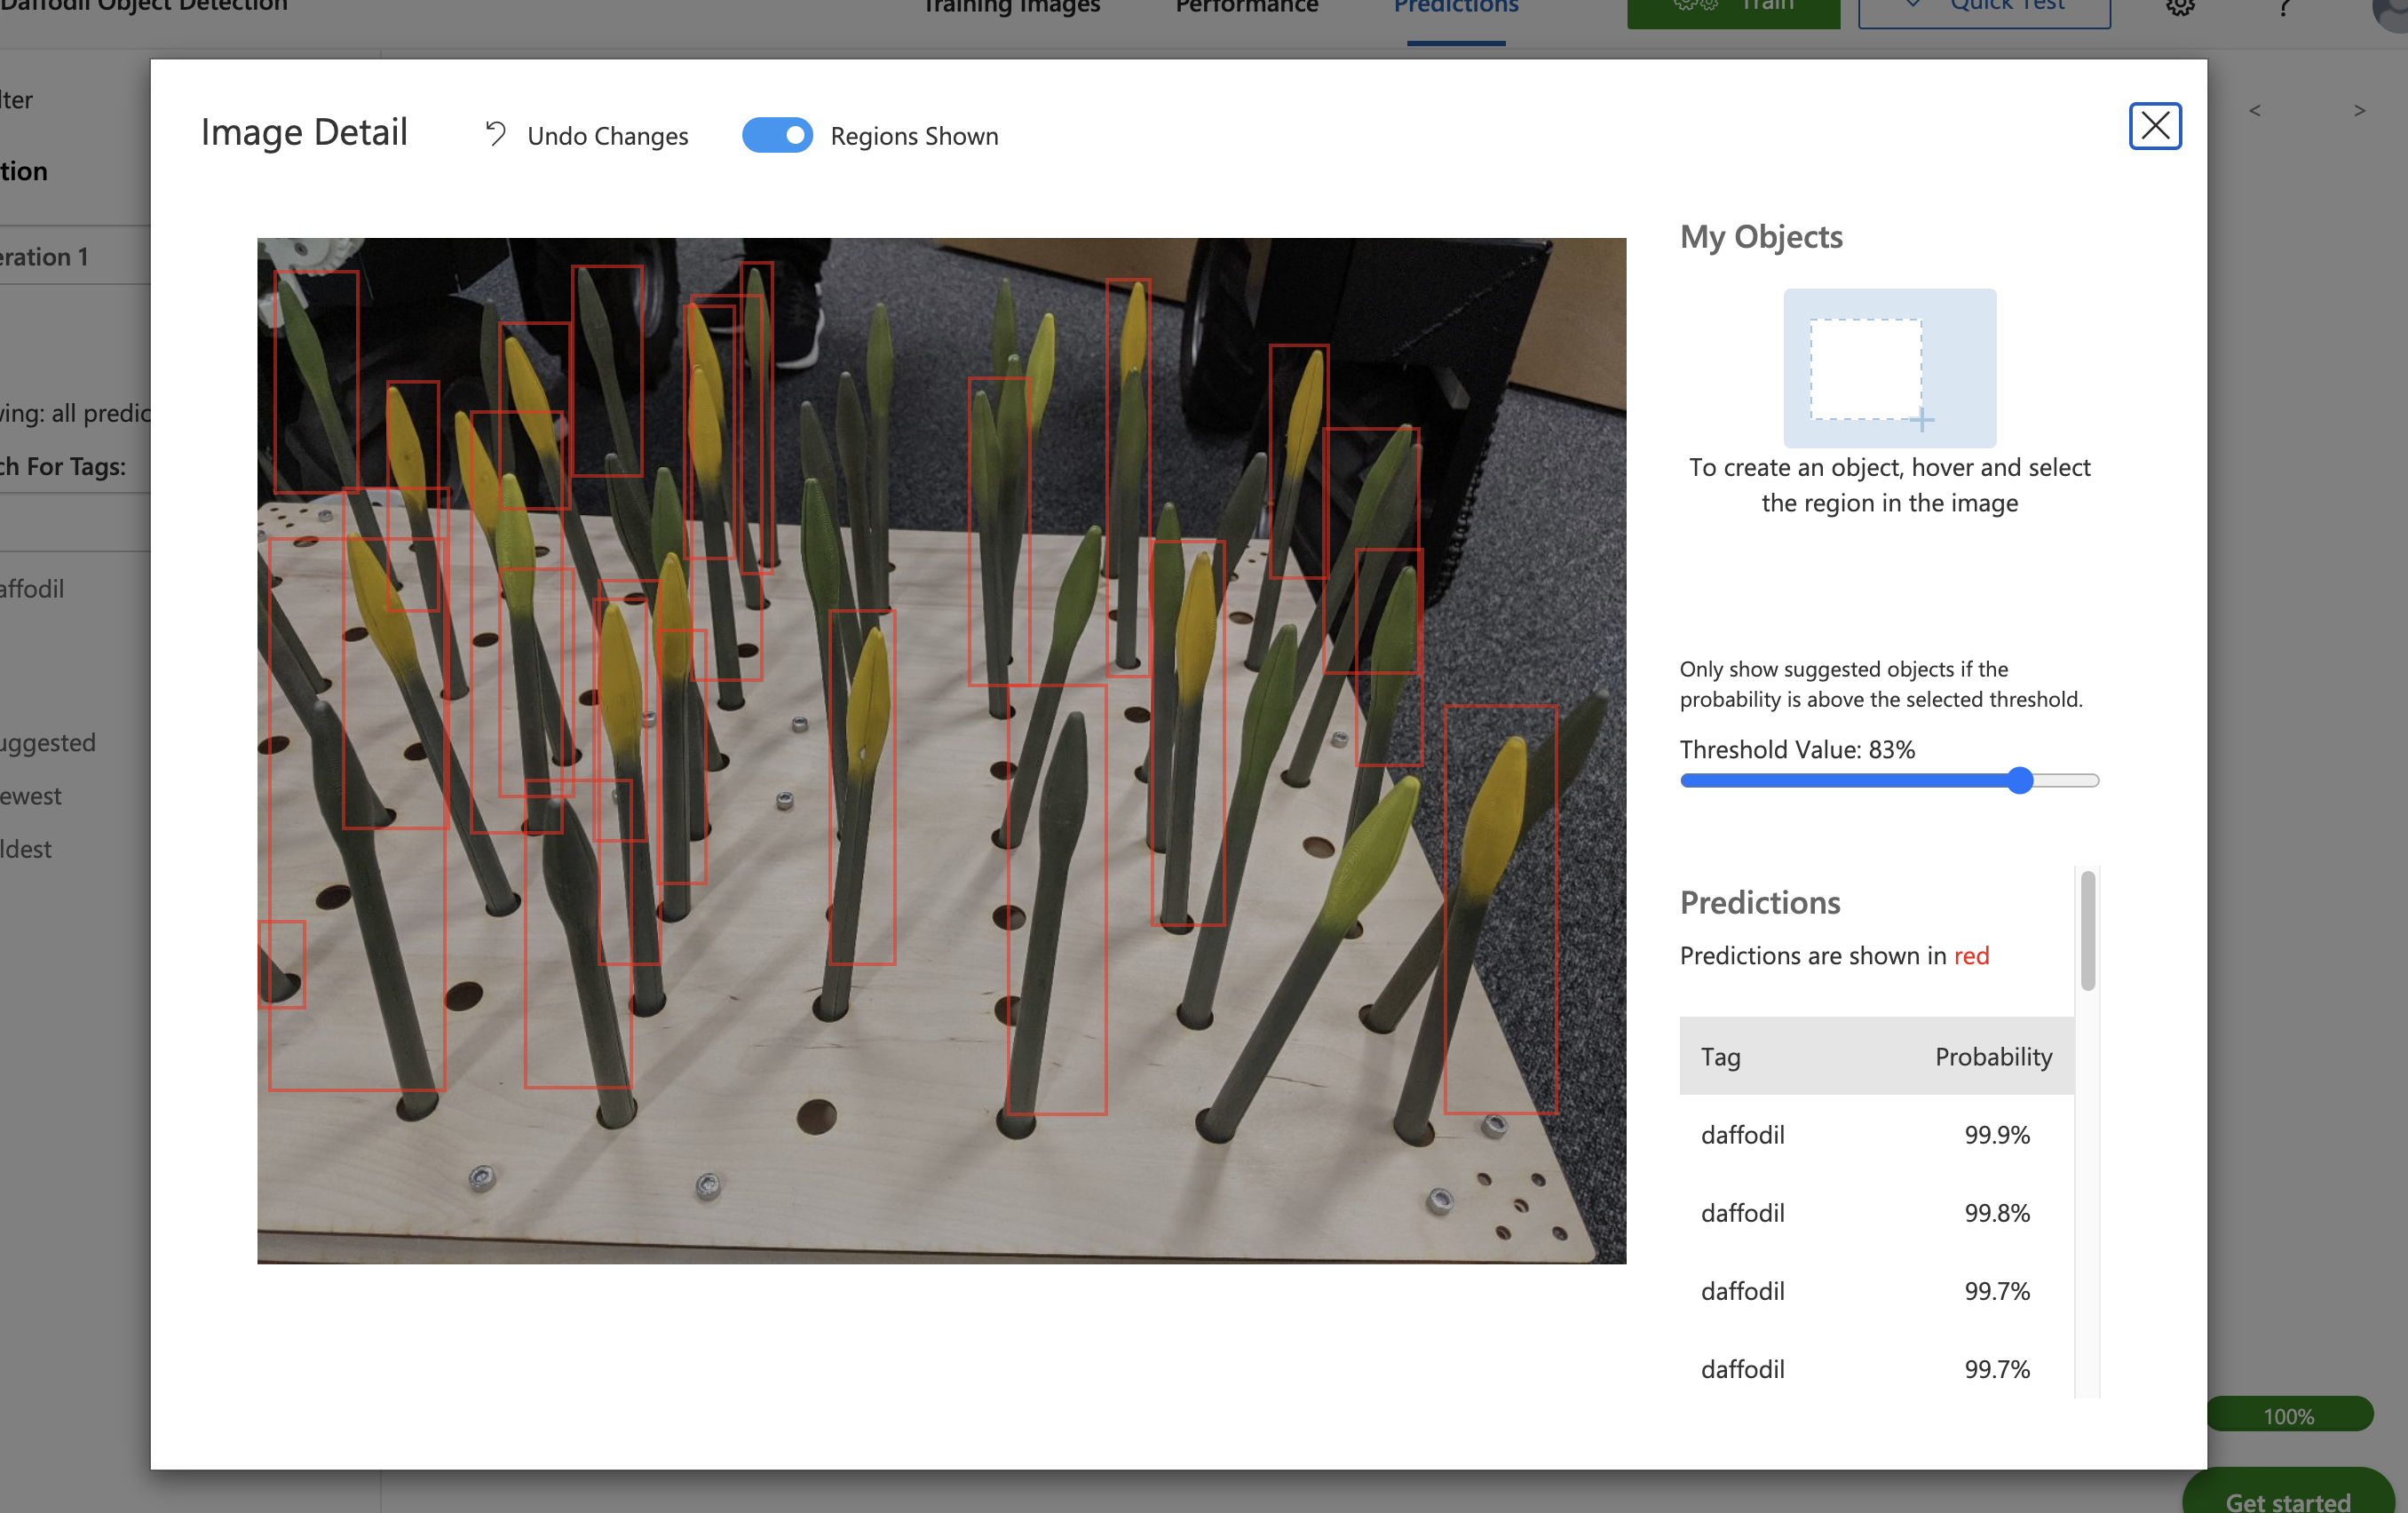 Daffodil Object Detection
Training Images
Performance
Predictions
Train
Quick Test
?
lter
<
>
tion
eration 1
ving: all predic
ch For Tags:
affodil
uggested
ewest
ldest
Image Detail
Undo Changes
Regions Shown
My Objects
To create an object, hover and select
the region in the image
Only show suggested objects if the
probability is above the selected threshold.
Threshold Value: 83%
Predictions
Predictions are shown in red
Tag Probability
daffodil 99.9%
daffodil 99.8%
daffodil 99.7%
daffodil 99.7%
100%
Get started